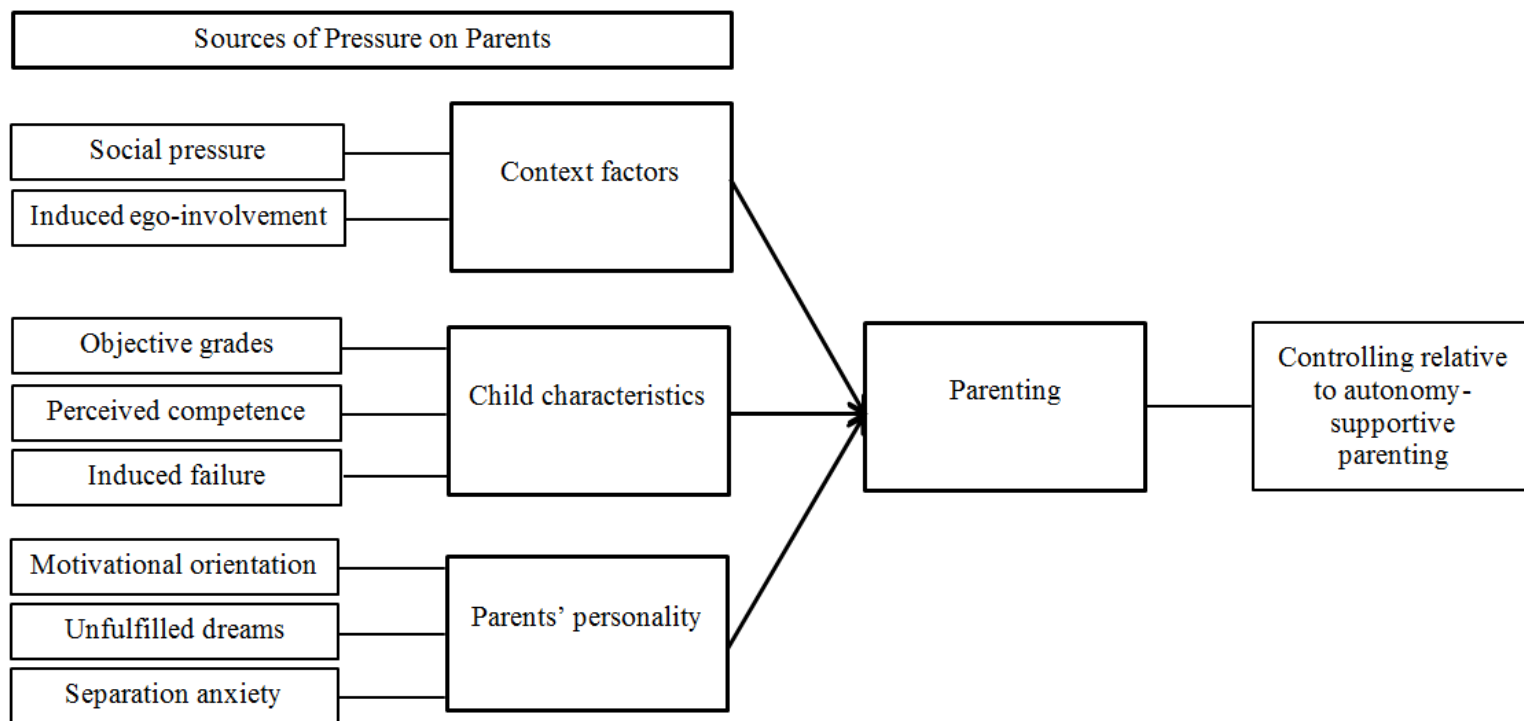 Sources of Pressure on Parents
Social pressure
Induced ego-involvement
Context factors
Objective grades
Perceived competence
Induced failure
Child characteristics
Motivational orientation
Unfulfilled dreams
Separation anxiety
Parents’ personality
Parenting
Controlling relative
to autonomy-
supportive
parenting